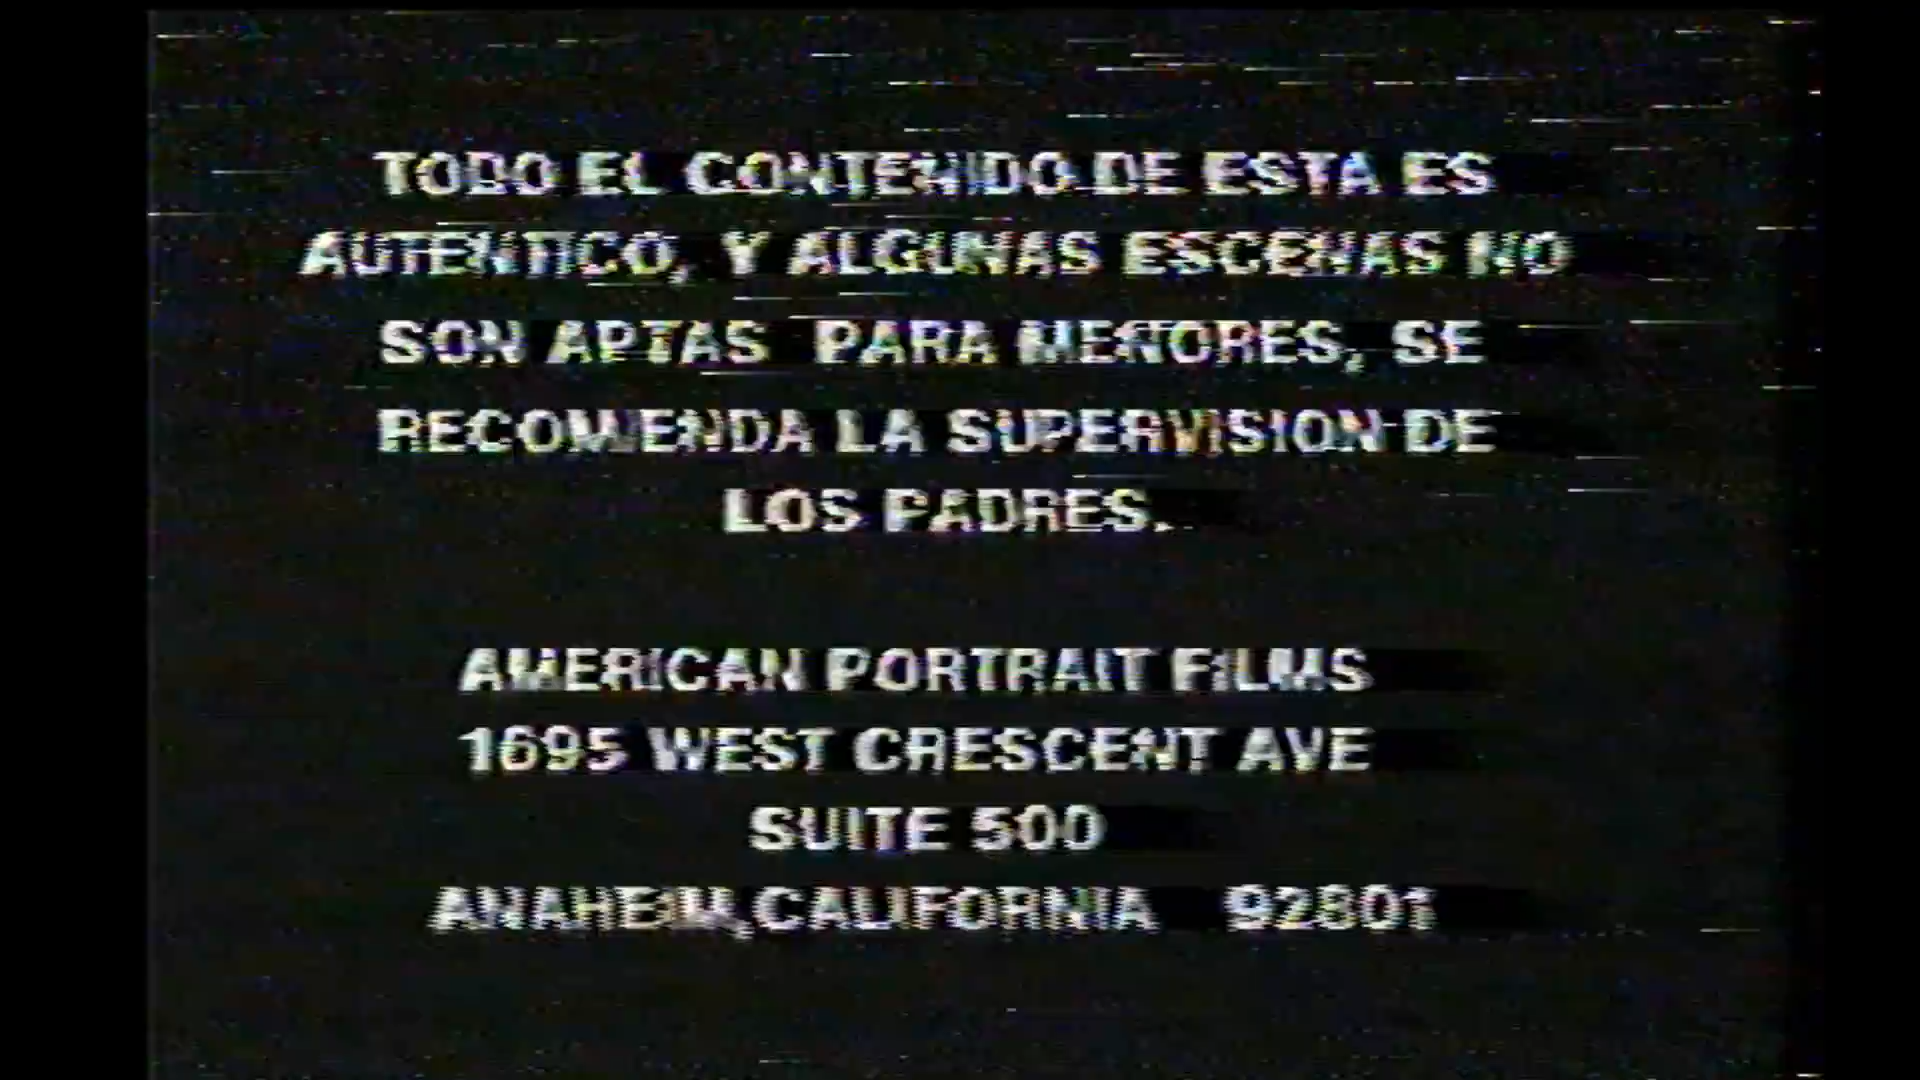 TODO EL CONTENIDO DE ESTA ES
AUTENTICO, Y ALGUNAS ESCENAS NO
SON APTAS PARA MENORES, SE
RECOMIENDA LA SUPERVISION DE
LOS PADRES.
AMERICAN PORTRAIT FILMS
1695 WEST CRESCENT AVE
SUITE 500
ANAHEIM,CALIFORNIA 92801